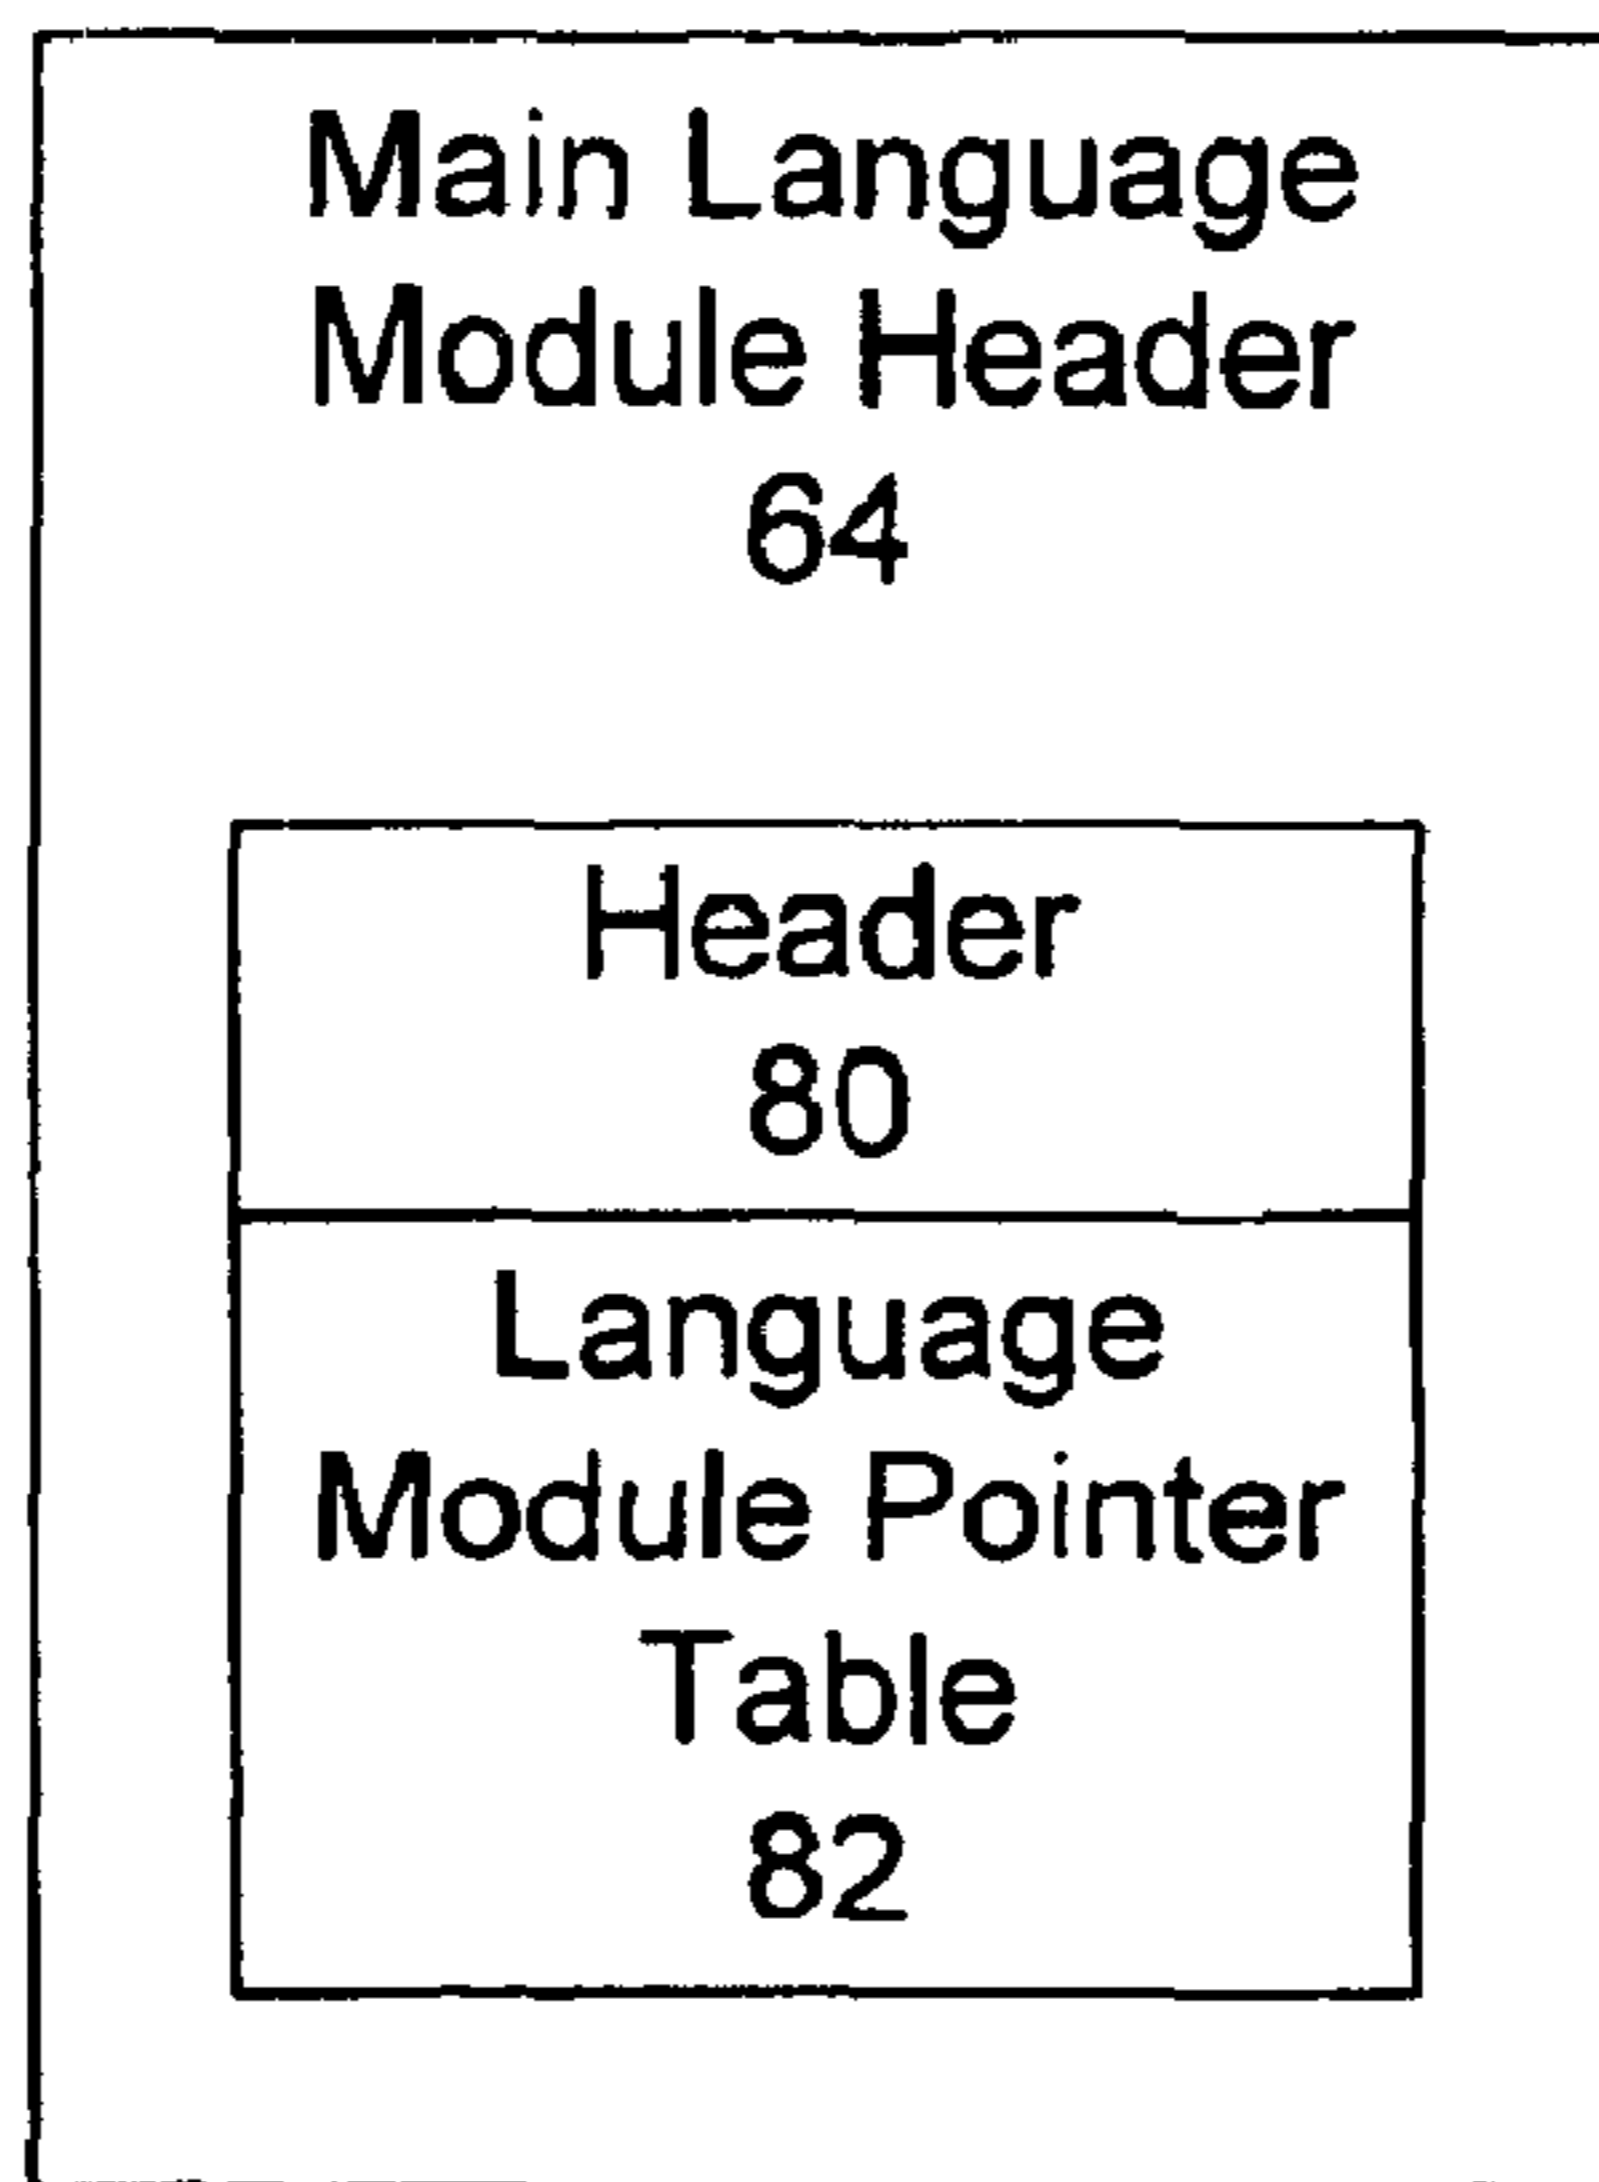 Main Language
Module Header
64
Header
80
Language
Module Pointer
Table
82